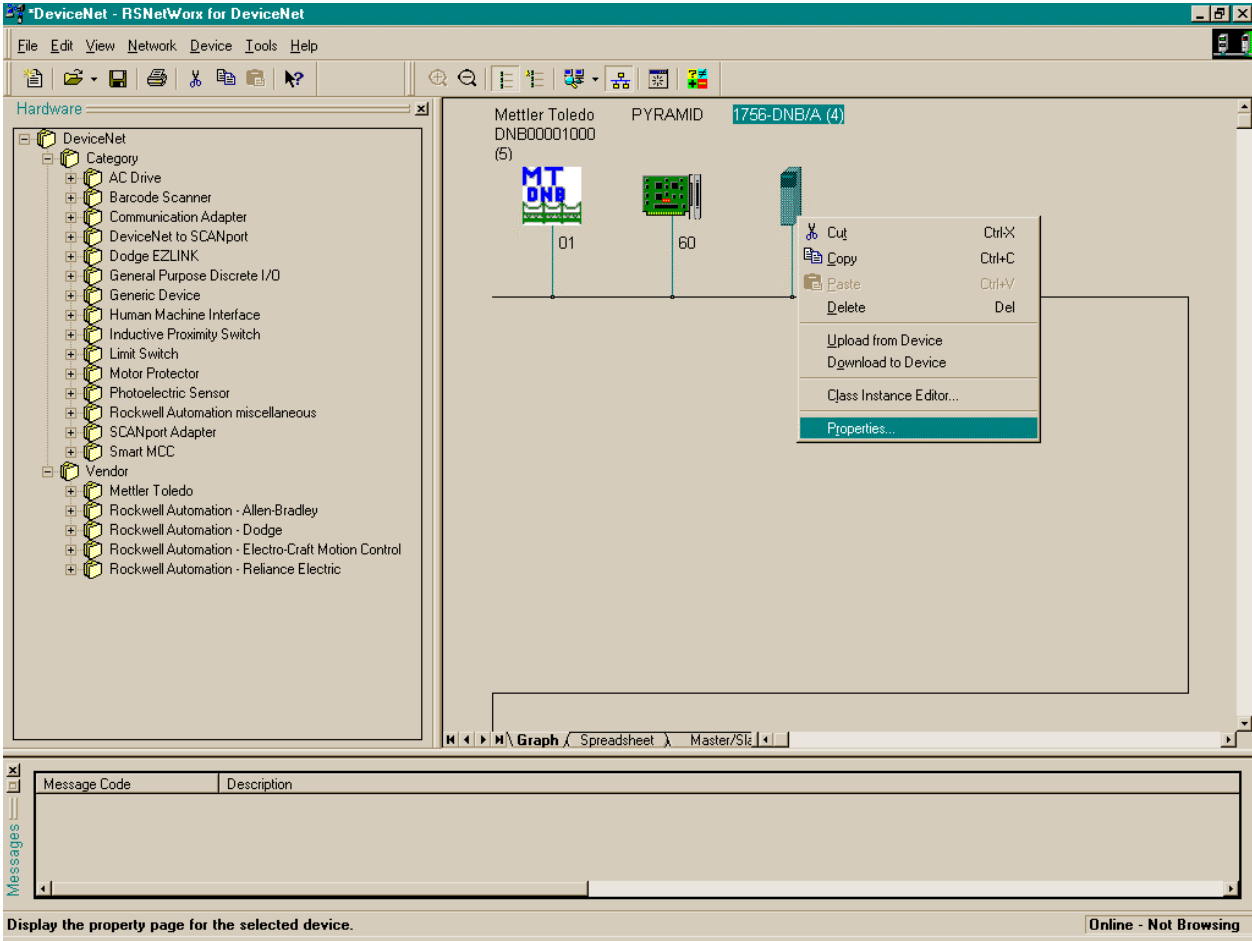 *DeviceNet - RSNetWorx for DeviceNet
File Edit View Network Device Tools Help
Hardware
DeviceNet
Category
AC Drive
Barcode Scanner
Communication Adapter
DeviceNet to SCANport
Dodge EZLINK
General Purpose Discrete I/O
Generic Device
Human Machine Interface
Inductive Proximity Switch
Limit Switch
Motor Protector
Photoelectric Sensor
Rockwell Automation miscellaneous
SCANport Adapter
Smart MCC
Vendor
Mettler Toledo
Rockwell Automation - Allen-Bradley
Rockwell Automation - Dodge
Rockwell Automation - Electro-Craft Motion Control
Rockwell Automation - Reliance Electric
Mettler Toledo
DNB00001000
(5)
PYRAMID
1756-DNB/A (4)
MT
DNB
01
60
Cut Ctrl-X
Copy Ctrl+C
Paste Ctrl+V
Delete Del
Upload from Device
Download to Device
Class Instance Editor...
Properties...
Graph Spreadsheet Master/Sla
Message Code Description
Messages
Display the property page for the selected device. Online - Not Browsing